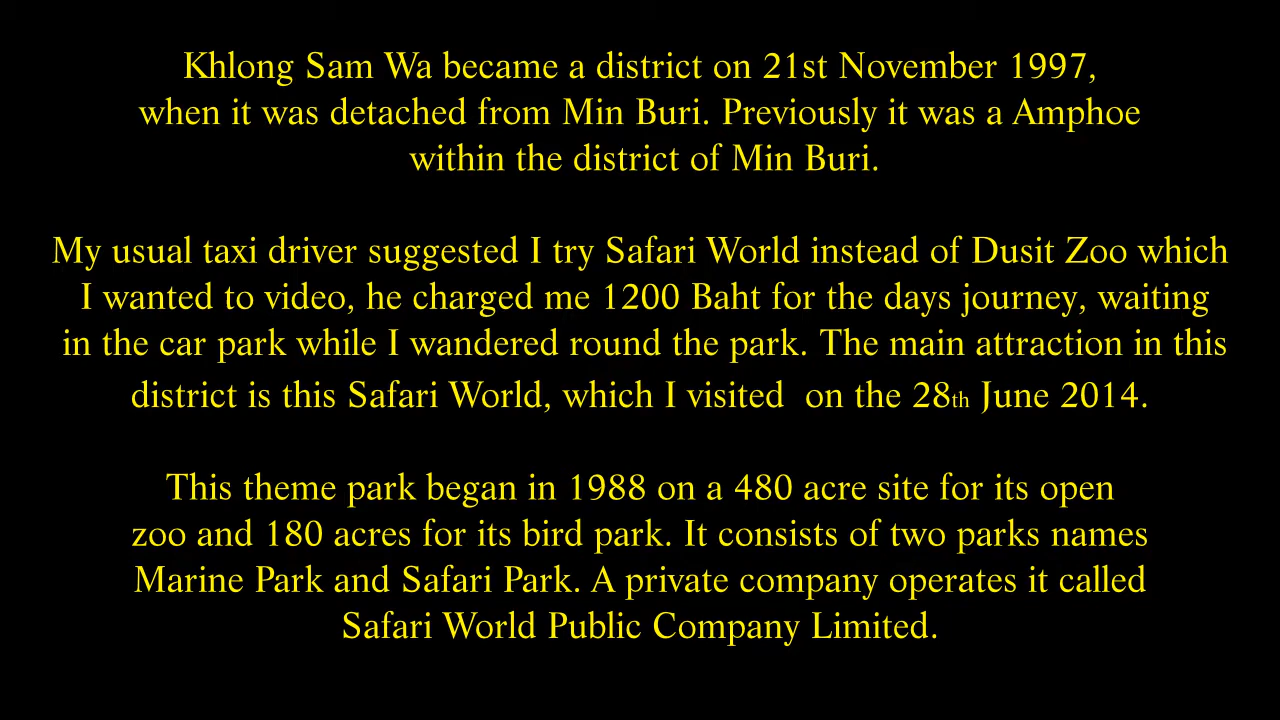 Khlong Sam Wa became a district on 21st November 1997,
when it was detached from Min Buri. Previously it was a Amphoe
within the district of Min Buri.
My usual taxi driver suggested I try Safari World instead of Dusit Zoo which
I wanted to video, he charged me 1200 Baht for the days journey, waiting
in the car park while I wandered round the park. The main attraction in this
district is this Safari World, which I visited  on the 28th June 2014.
This theme park began in 1988 on a 480 acre site for its open
zoo and 180 acres for its bird park. It consists of two parks names
Marine Park and Safari Park. A private company operates it called
Safari World Public Company Limited.